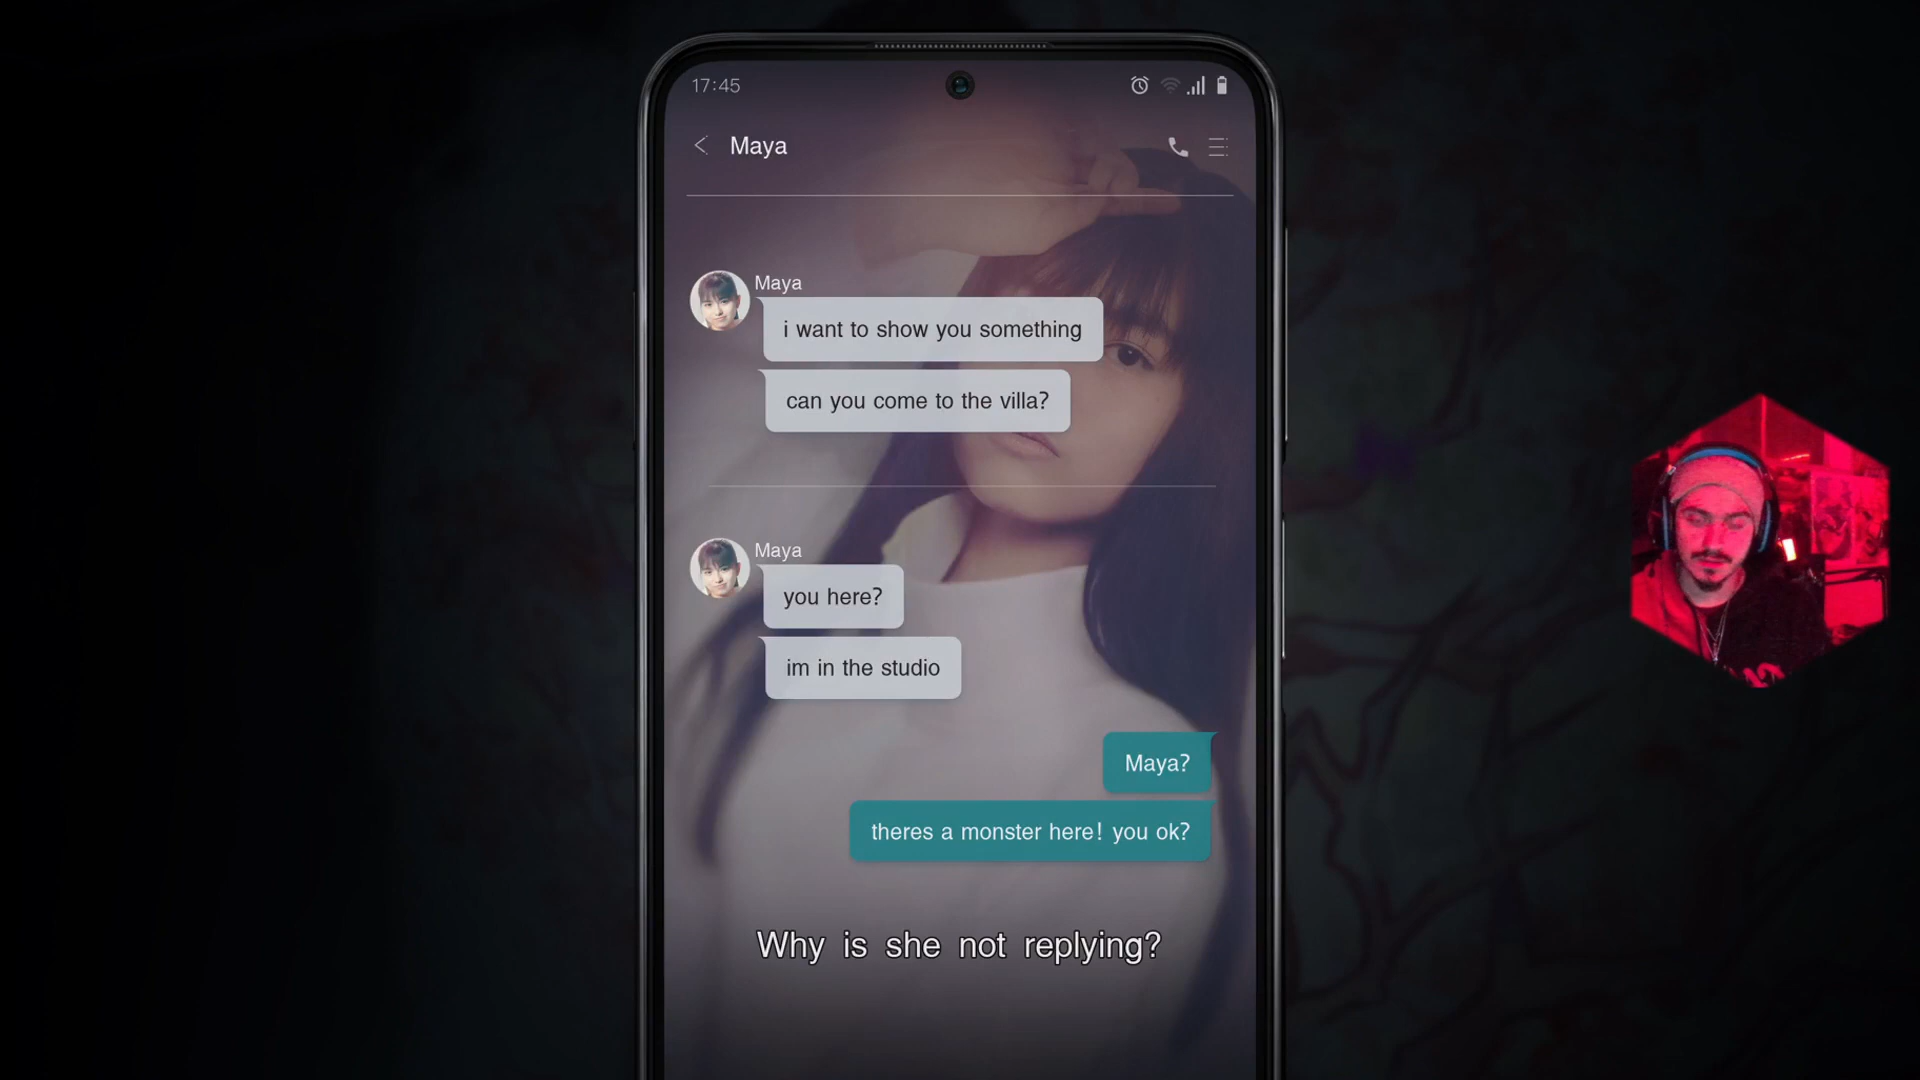 17:45
Maya
Maya
i want to show you something
can you come to the villa?
Maya
you here?
im in the studio
Maya?
theres a monster here! you ok?
Why is she not replying?